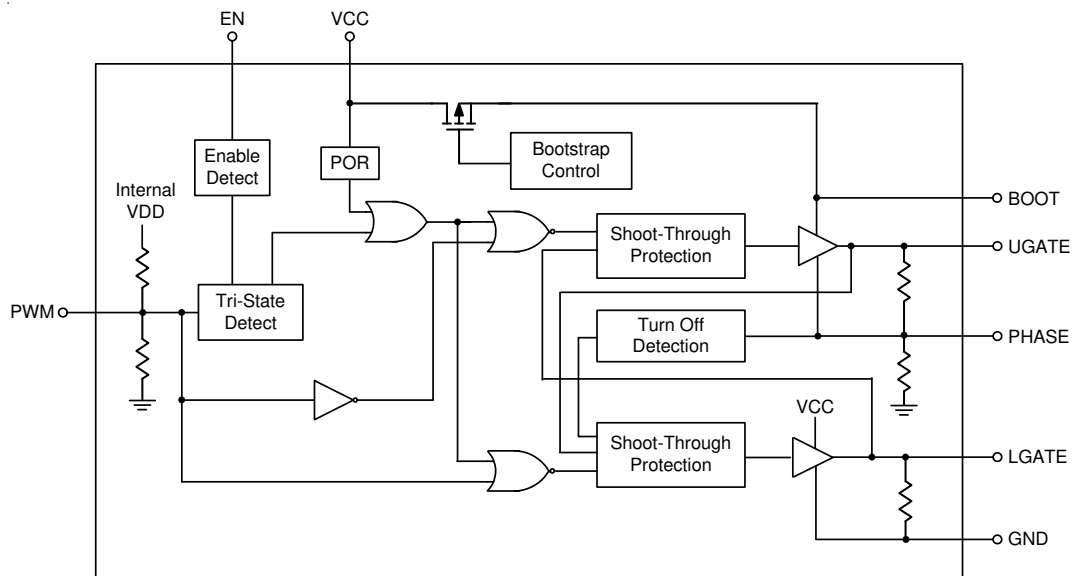 EN
VCC
Enable
Detect
POR
Bootstrap
Control
Internal
VDD
BOOT
Shoot-Through
Protection
UGATE
PWM
Tri-State
Detect
Turn Off
Detection
PHASE
VCC
Shoot-Through
Protection
LGATE
GND